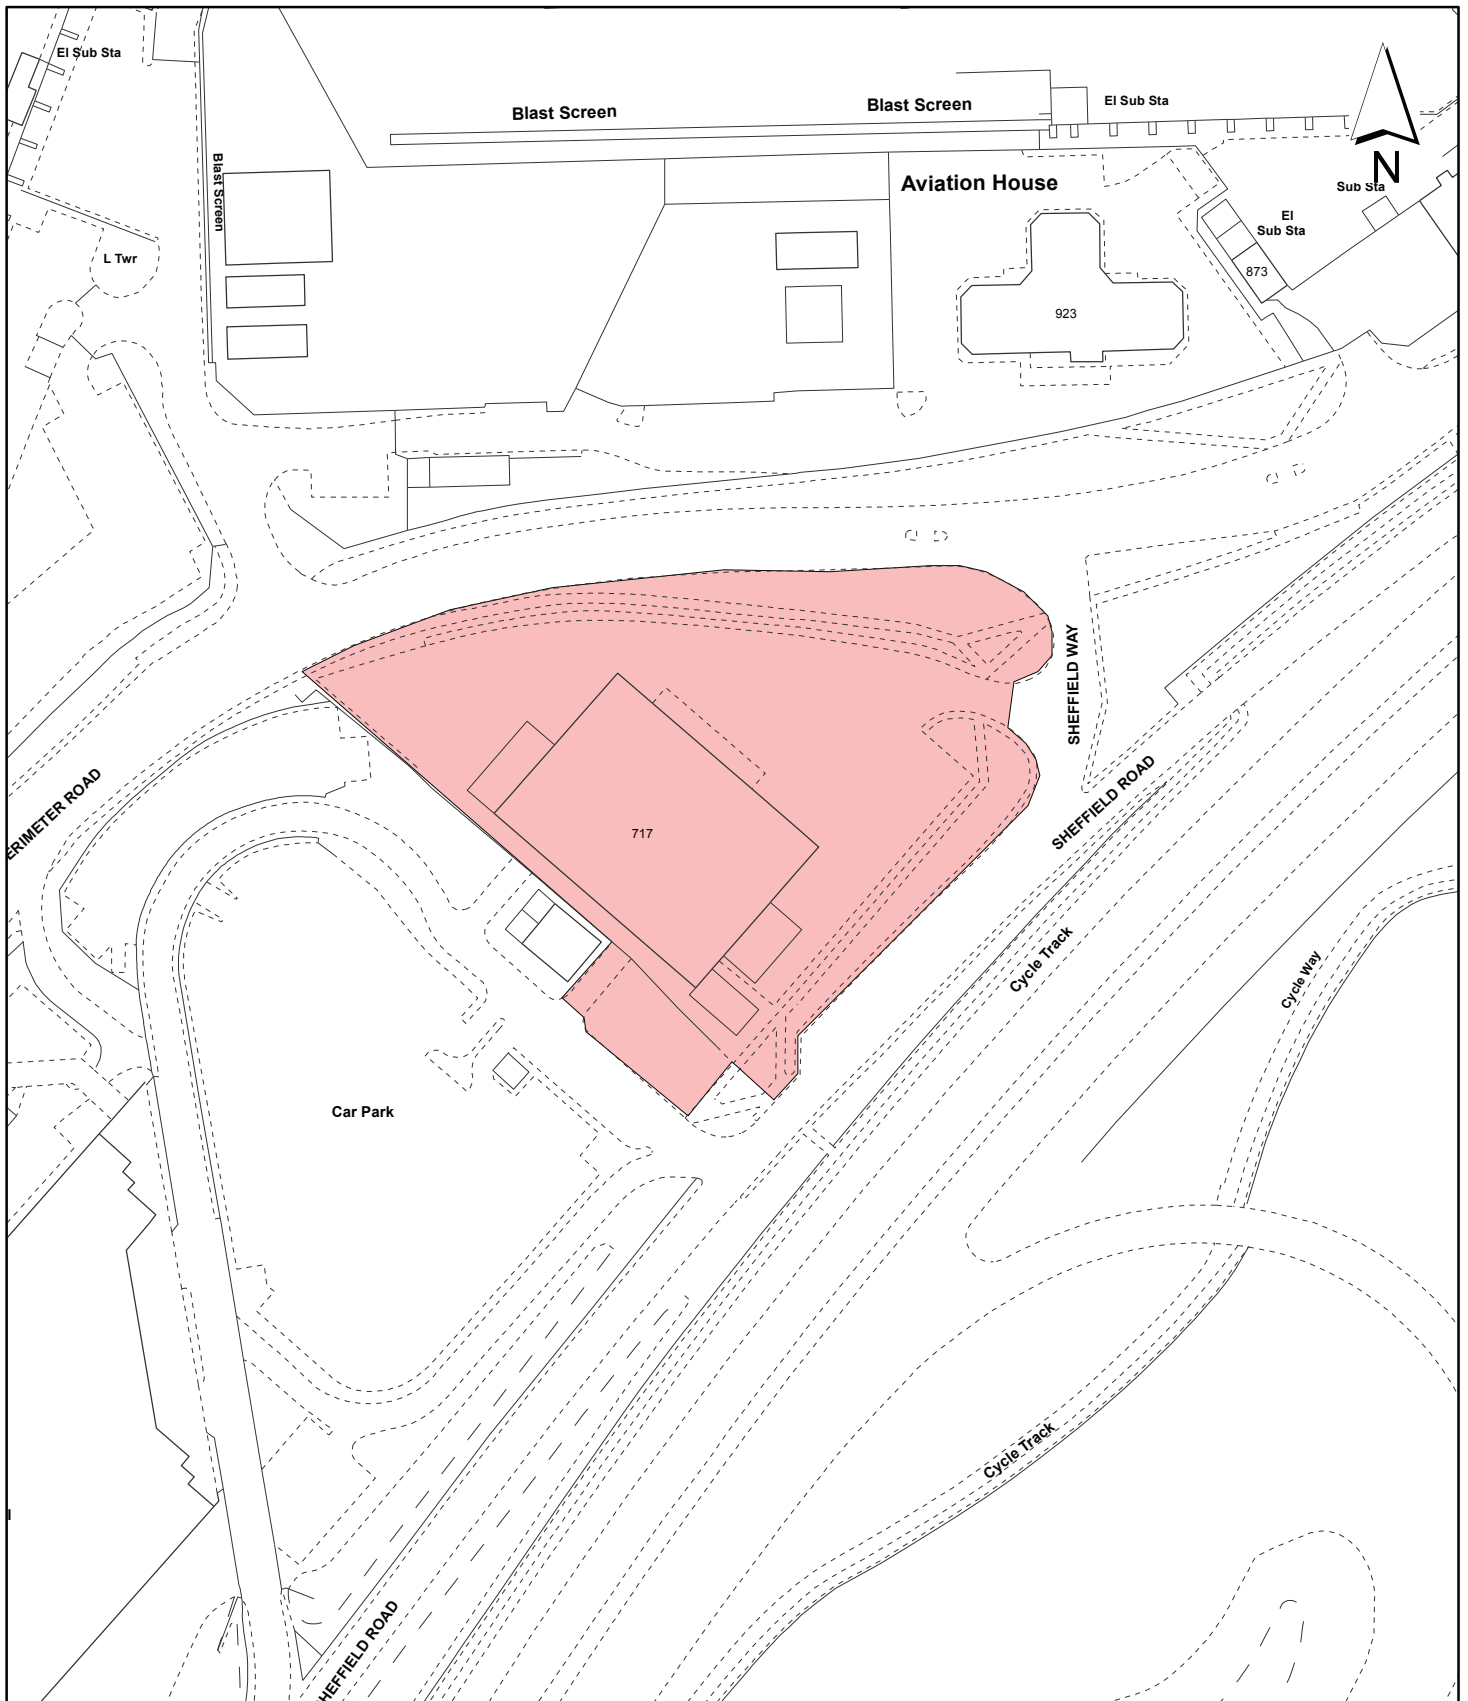 El Sub Sta
Blast Screen
Blast Screen
El Sub Sta
N
Blast Screen
Aviation House
Sub Sta
El
Sub Sta
L Twr
873
923
SHEFFIELD WAY
ERIMETER ROAD
SHEFFIELD ROAD
717
Cycle Track
Cycle Way
Car Park
Cycle Track
HEFFIELD ROAD